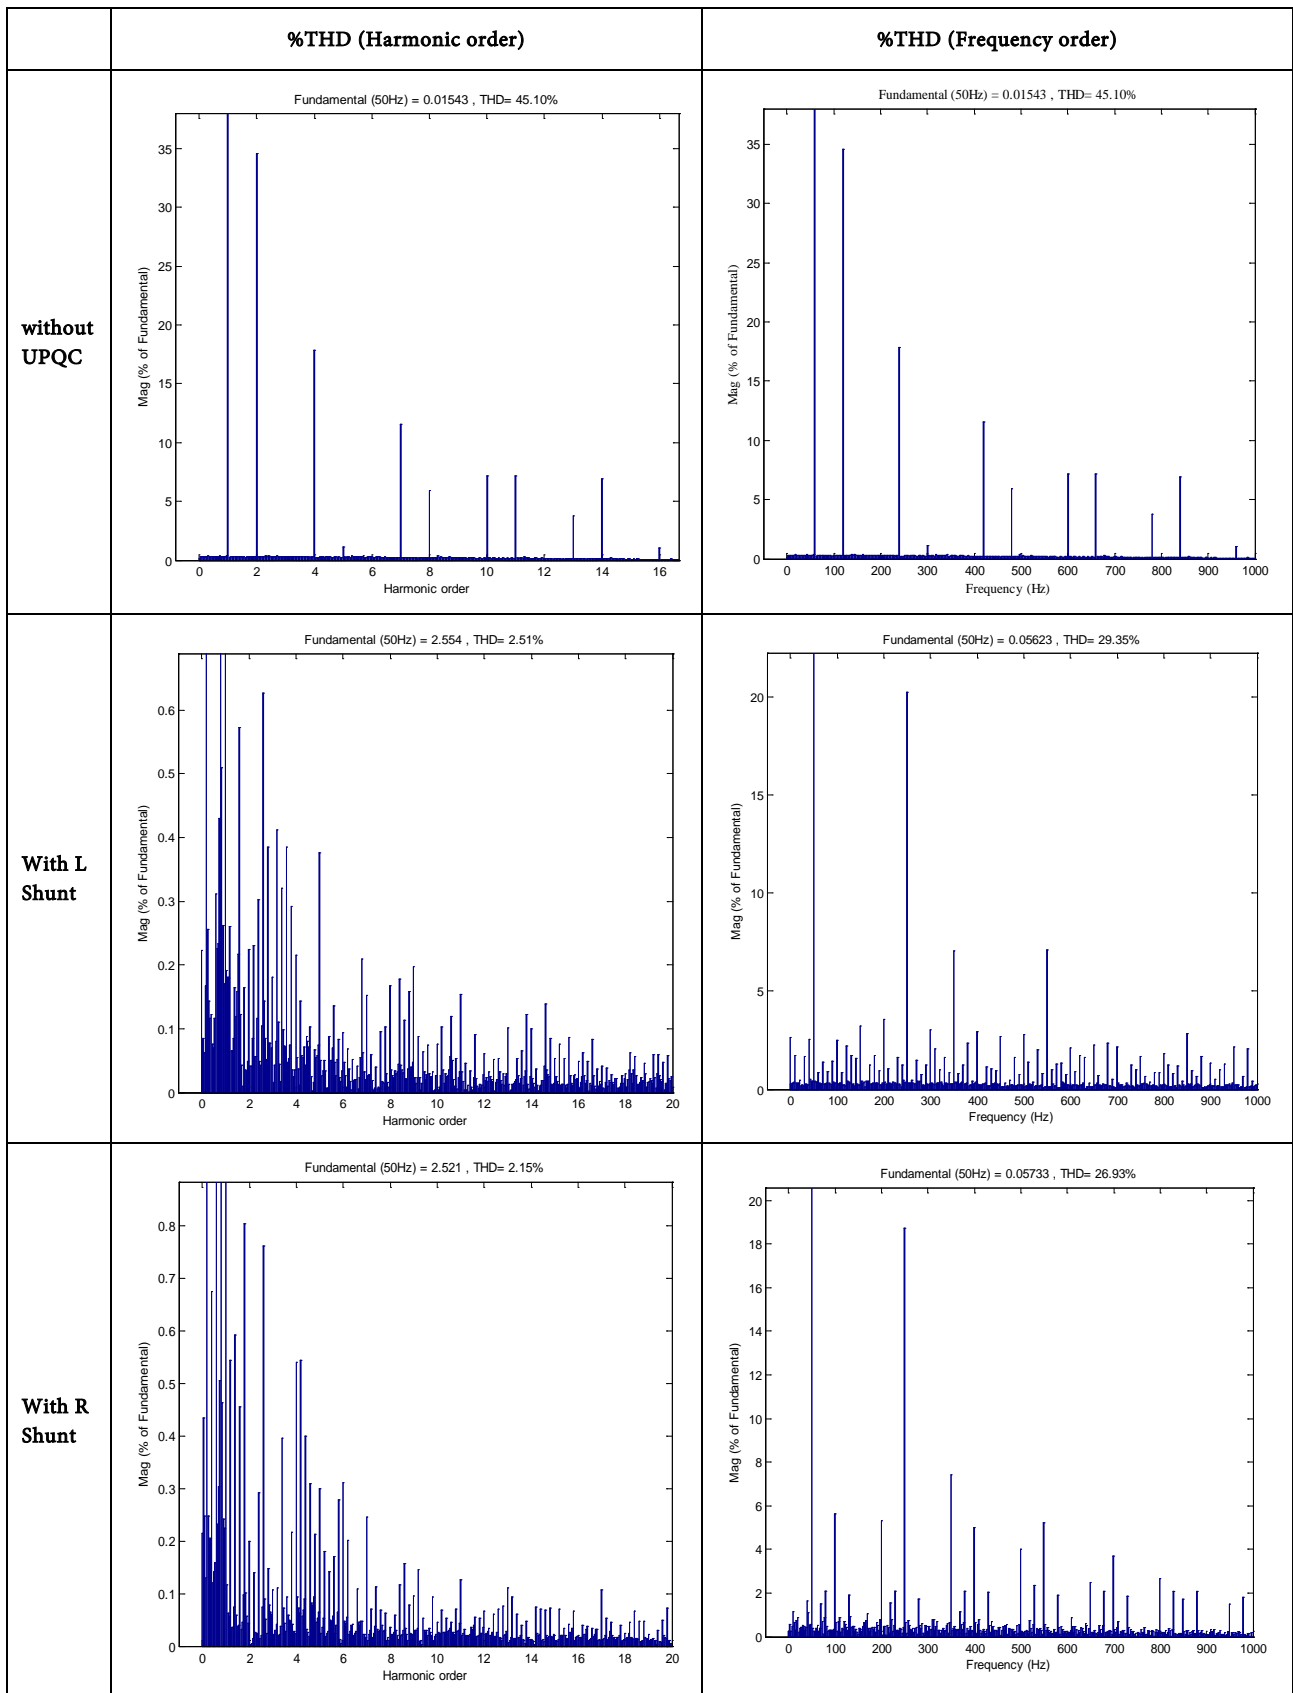 %THD (Harmonic order)
%THD (Frequency order)
without
UPQC
Fundamental (50Hz) = 0.01543 , THD= 45.10%
Mag (% of Fundamental)
35
30
25
20
15
10
5
0
0 2 4 6 8 10 12 14 16
Harmonic order
Fundamental (50Hz) = 0.01543 , THD= 45.10%
Mag (% of Fundamental)
35
30
25
20
15
10
5
0
0 100 200 300 400 500 600 700 800 900 1000
Frequency (Hz)
With L
Shunt
Fundamental (50Hz) = 2.554 , THD= 2.51%
Mag (% of Fundamental)
0.6
0.5
0.4
0.3
0.2
0.1
0
0 2 4 6 8 10 12 14 16 18 20
Harmonic order
Fundamental (50Hz) = 0.05623 , THD= 29.35%
Mag (% of Fundamental)
20
15
10
5
0
0 100 200 300 400 500 600 700 800 900 1000
Frequency (Hz)
With R
Shunt
Fundamental (50Hz) = 2.521 , THD= 2.15%
Mag (% of Fundamental)
0.8
0.7
0.6
0.5
0.4
0.3
0.2
0.1
0
0 2 4 6 8 10 12 14 16 18 20
Harmonic order
Fundamental (50Hz) = 0.05733 , THD= 26.93%
Mag (% of Fundamental)
20
18
16
14
12
10
8
6
4
2
0
0 100 200 300 400 500 600 700 800 900 1000
Frequency (Hz)